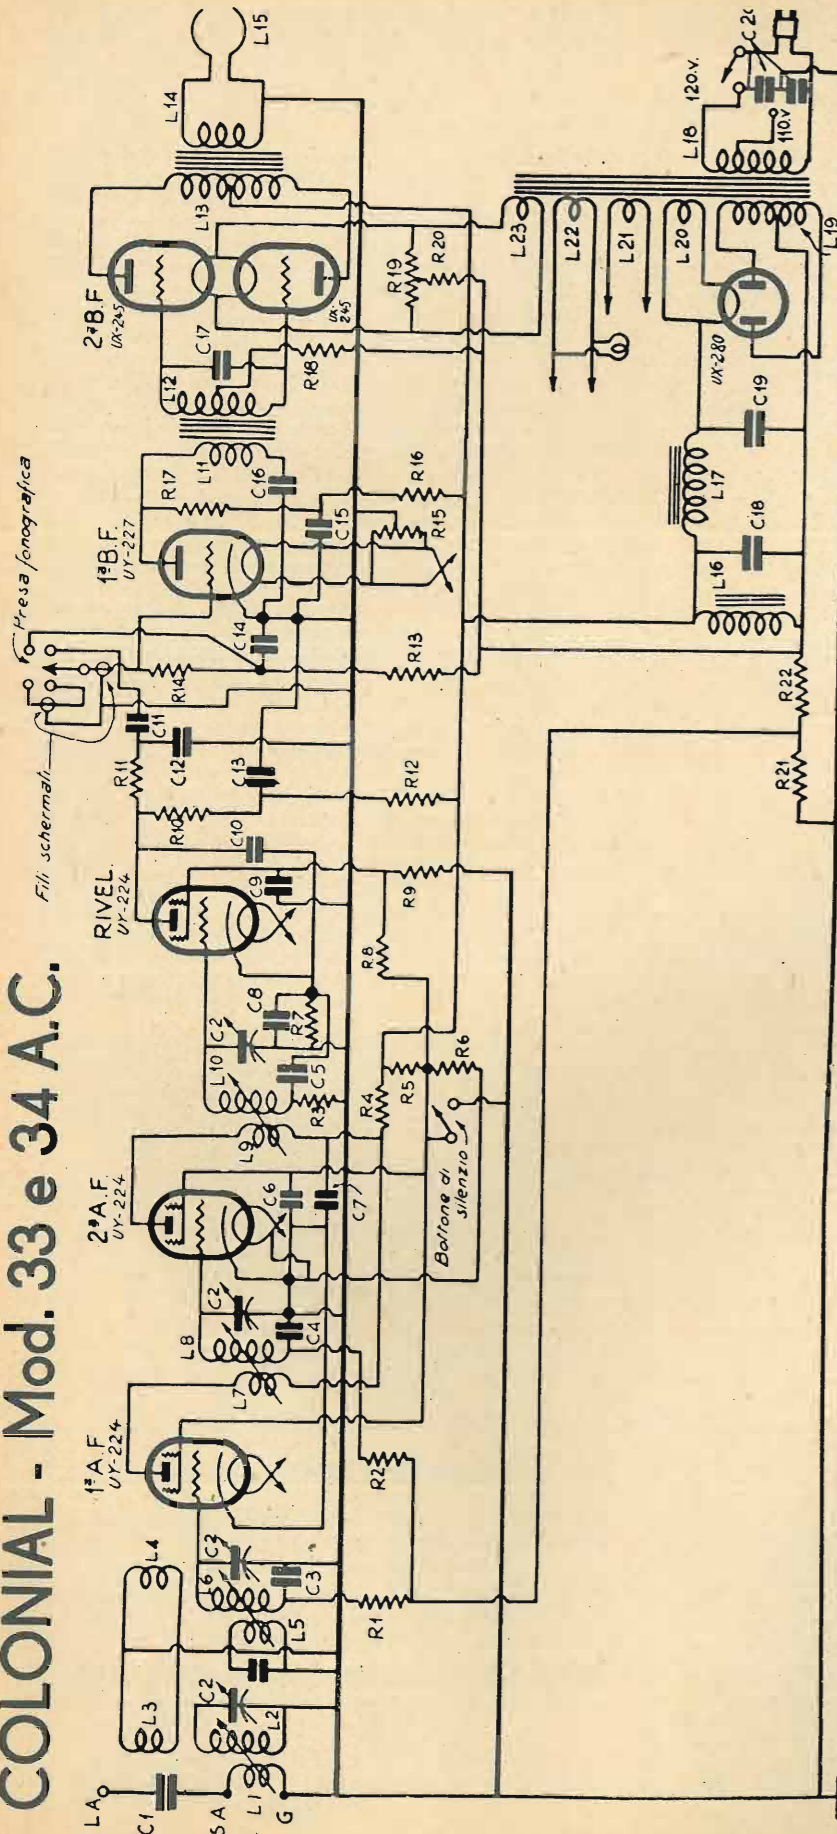 COLONIAL - Mod. 33 e 34 A.C.
Fili schermati
Presa fonografica
1ª A.F
UY-224
2ª A.F
UY-224
RIVEL.
UY-224
1ª B.F.
UY-227
2ª B.F
UX-245
UX-245
LA
C1
SA
L1
G
L3
L4
C2
L2
L5
L6
C2
C3
R1
R2
L7
L8
C2
C4
C6
C7
L9
L10
C2
C5
R3
C8
R7
C9
C10
R4
R5
R6
R8
R9
Bottone di
silenzio
R10
R11
C11
C12
C13
R12
R14
C14
R13
R17
L11
C16
C15
R16
R15
L12
C17
R18
L13
L14
L15
R19
R20
L23
L22
L21
L20
L19
L18
120.v.
110.v
UX-280
C19
L17
C18
L16
R22
R21